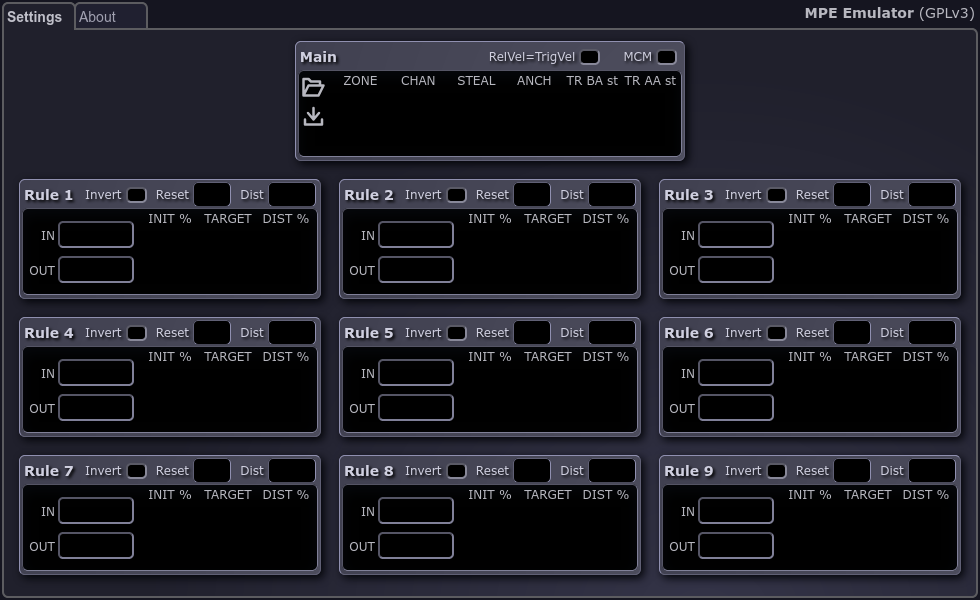 Settings About MPE Emulator (GPLv3)
Main RelVel=TrigVel MCM
ZONE CHAN STEAL ANCH TR BA st TR AA st
Rule 1 Invert Reset Dist
INIT % TARGET DIST %
IN
OUT
Rule 2 Invert Reset Dist
INIT % TARGET DIST %
IN
OUT
Rule 3 Invert Reset Dist
INIT % TARGET DIST %
IN
OUT
Rule 4 Invert Reset Dist
INIT % TARGET DIST %
IN
OUT
Rule 5 Invert Reset Dist
INIT % TARGET DIST %
IN
OUT
Rule 6 Invert Reset Dist
INIT % TARGET DIST %
IN
OUT
Rule 7 Invert Reset Dist
INIT % TARGET DIST %
IN
OUT
Rule 8 Invert Reset Dist
INIT % TARGET DIST %
IN
OUT
Rule 9 Invert Reset Dist
INIT % TARGET DIST %
IN
OUT